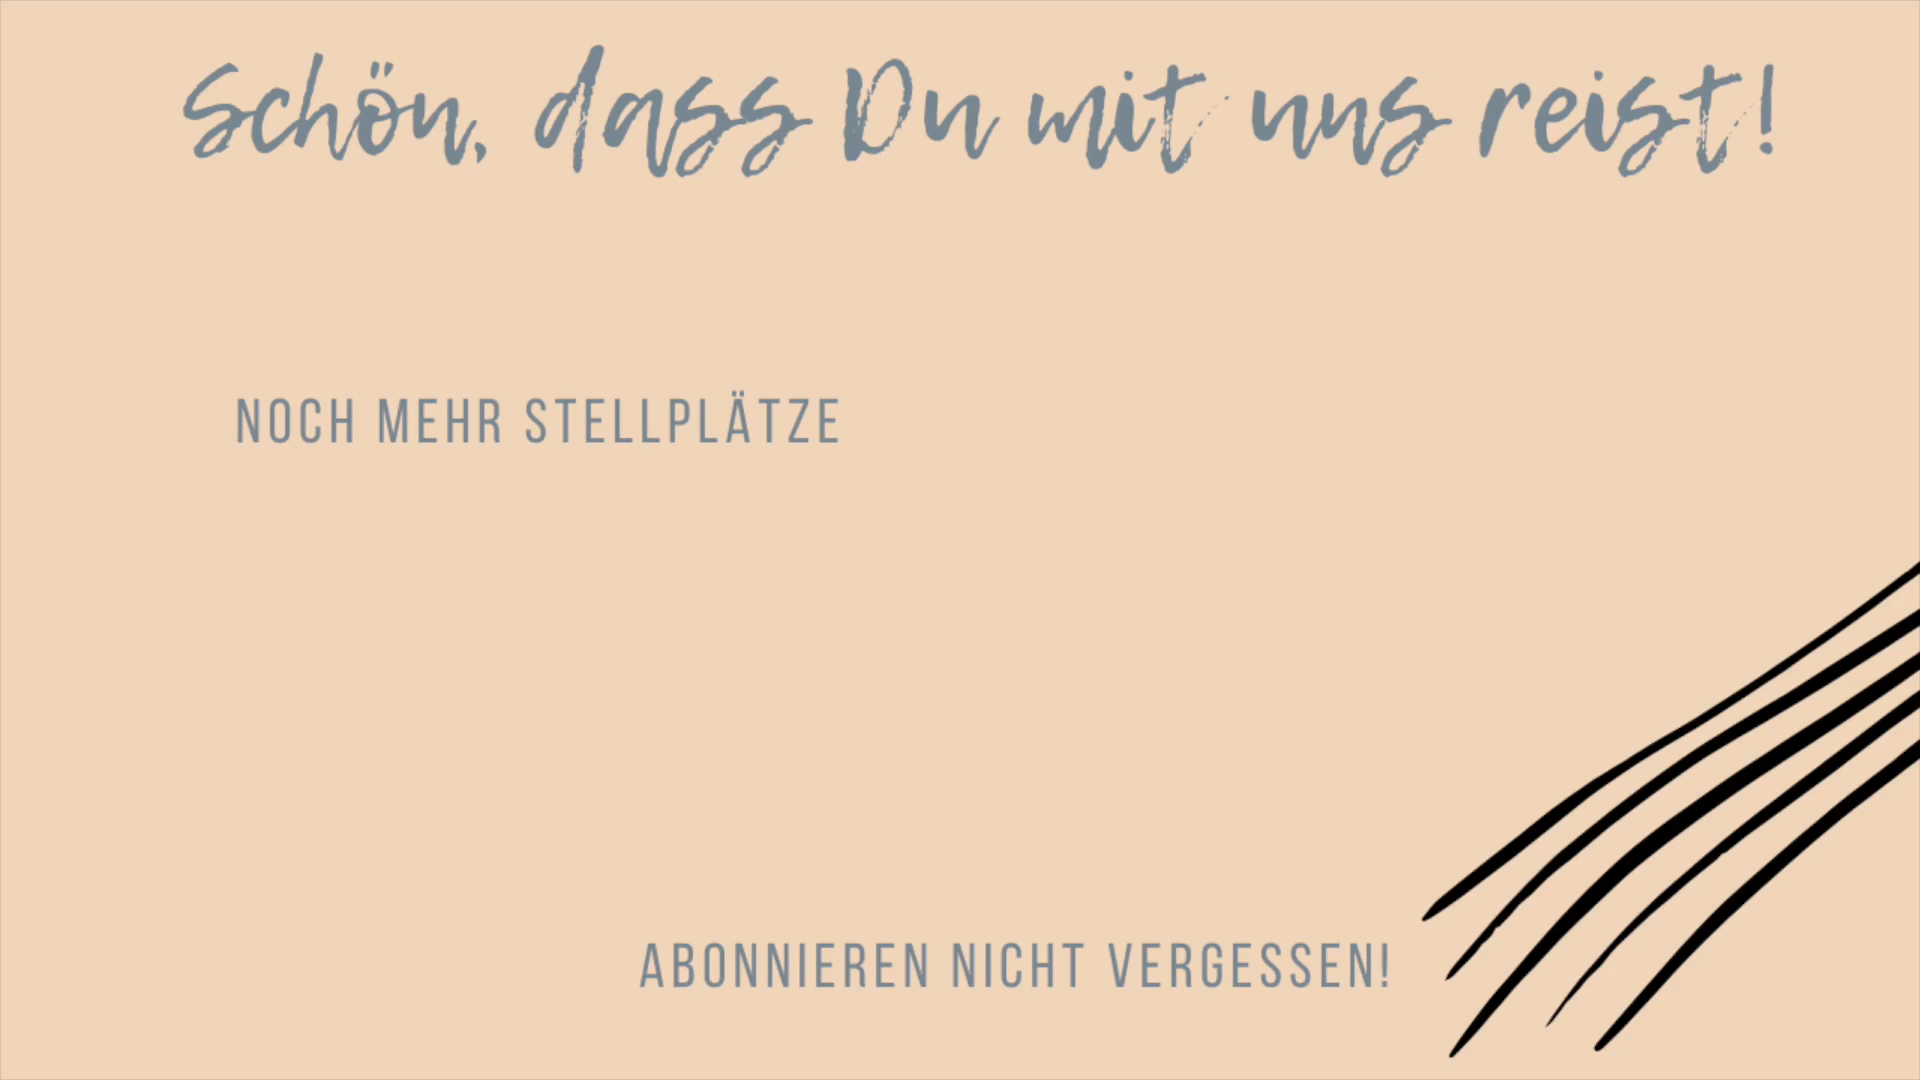 Schön, dass Du mit uns reist!
NOCH MEHR STELLPLÄTZE
ABONNIEREN NICHT VERGESSEN!